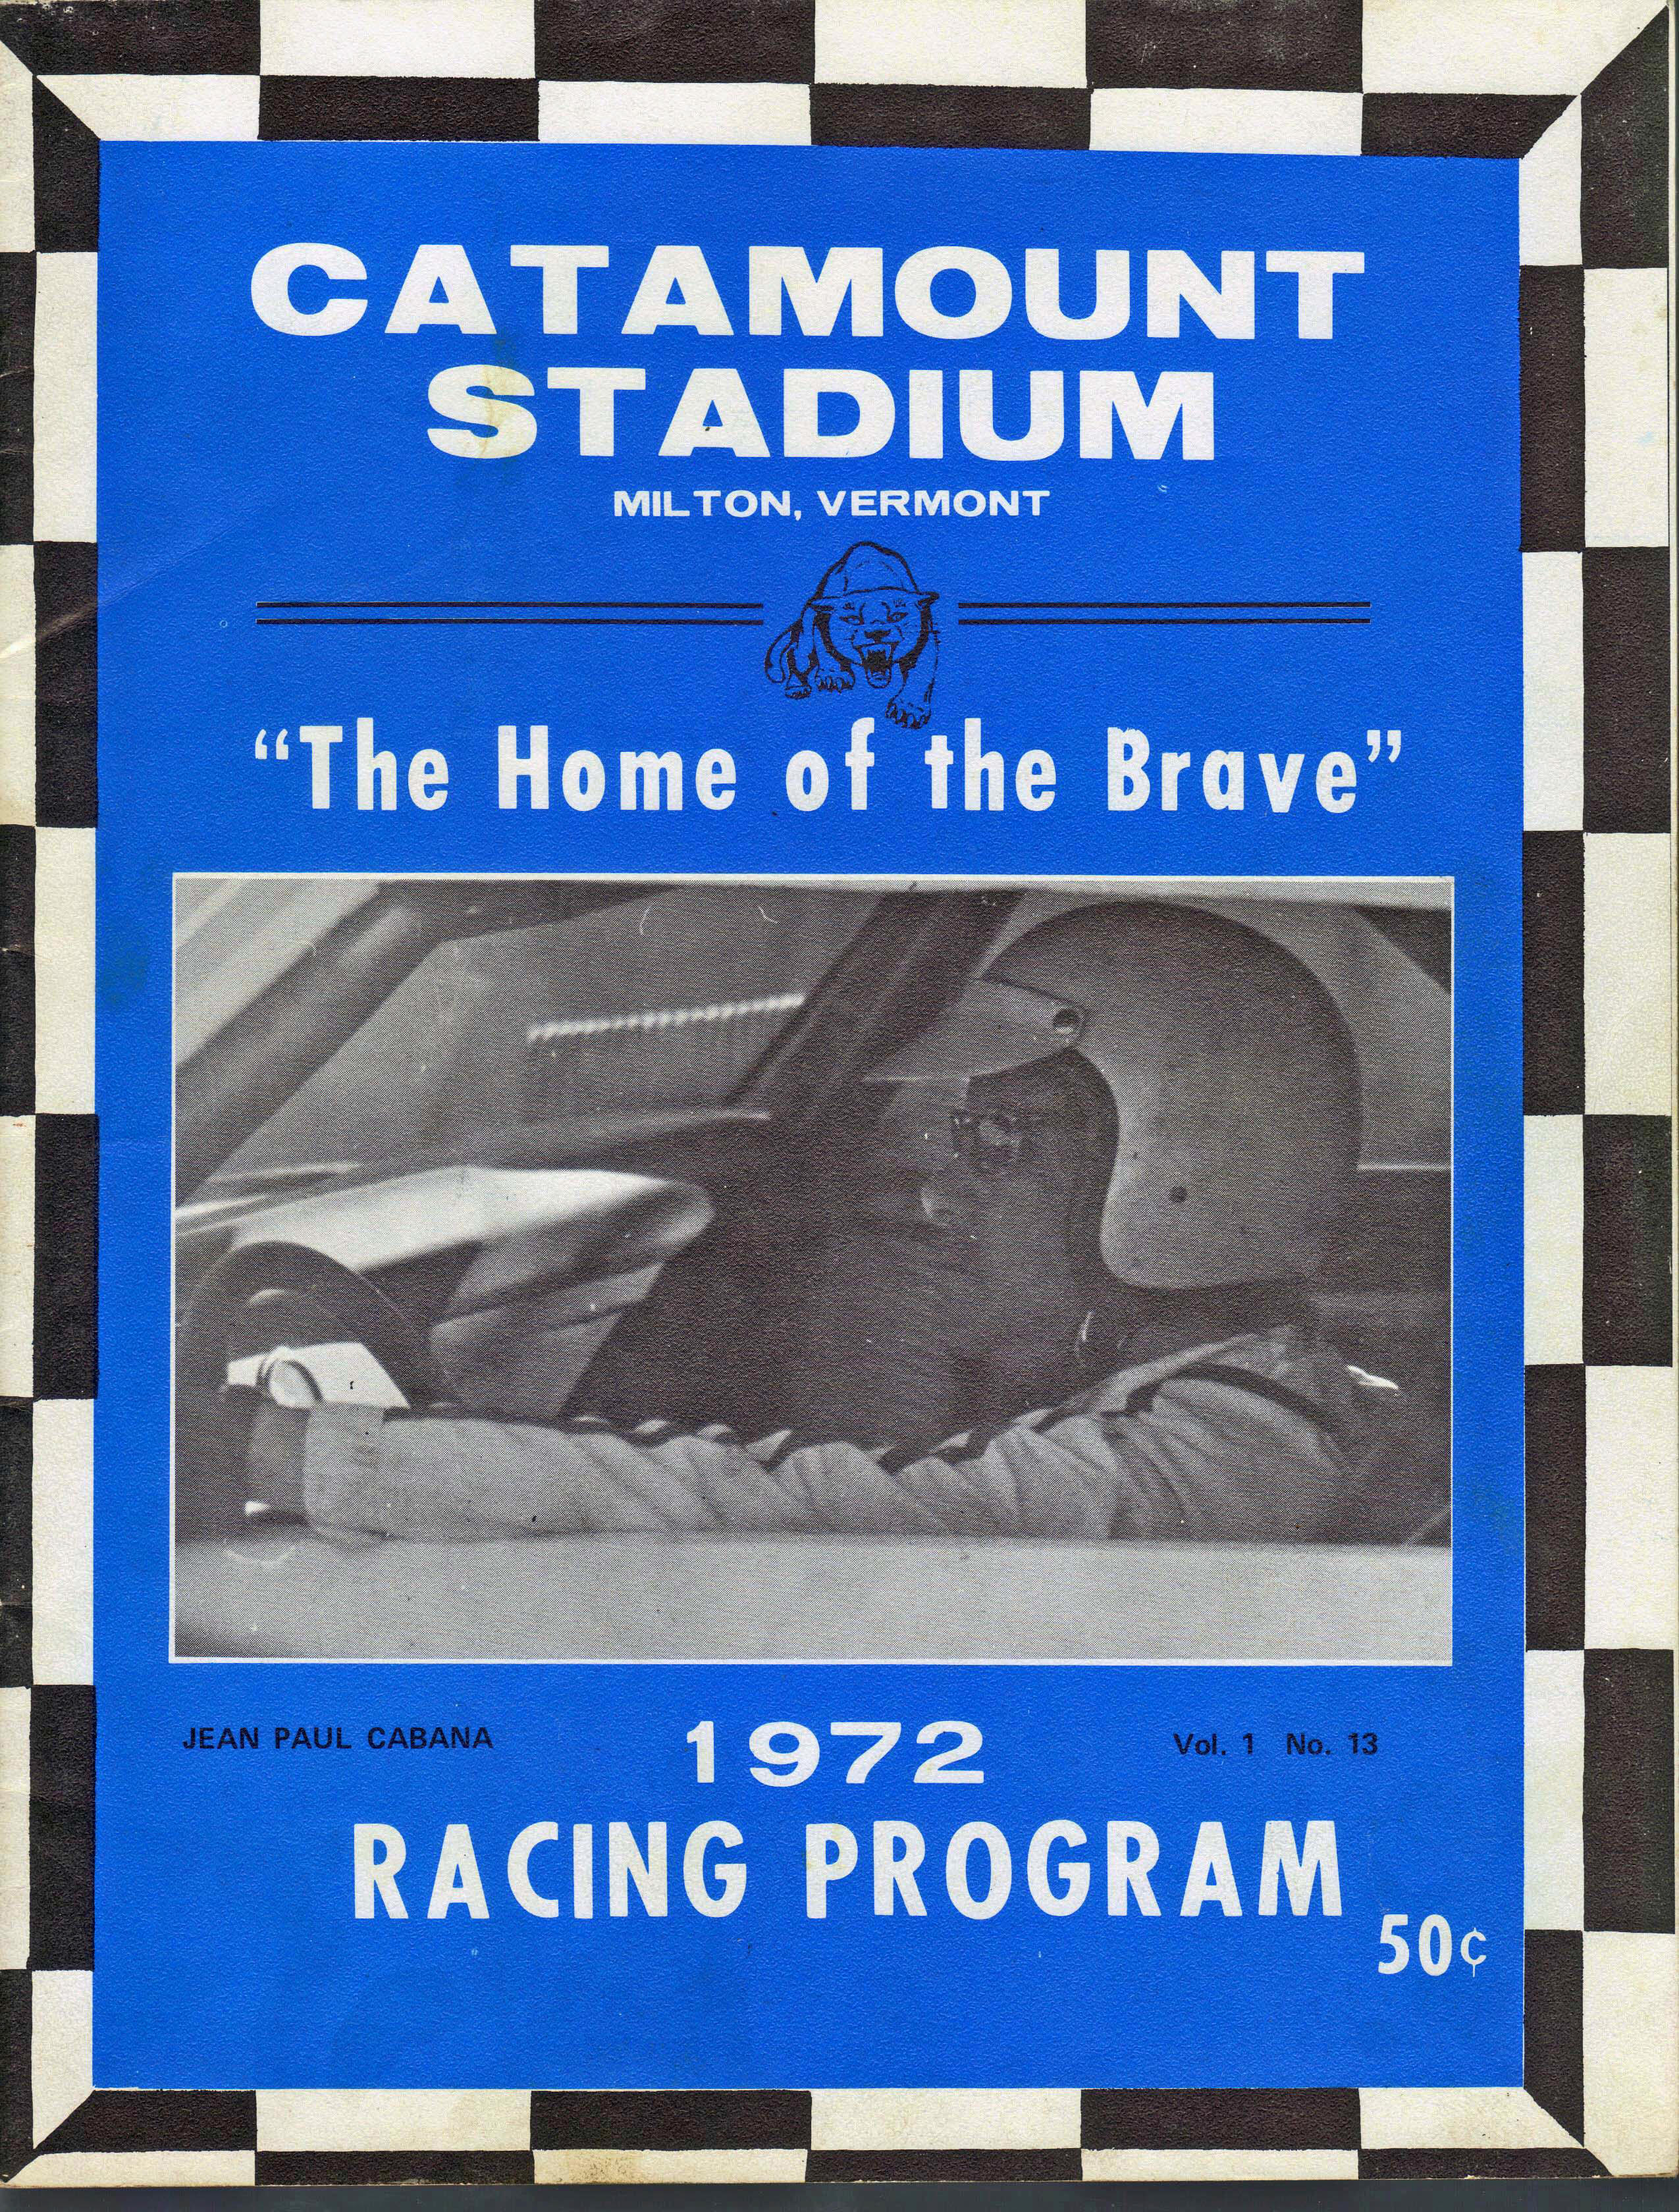 CATAMOUNT
STADIUM
MILTON, VERMONT
“The Home of the Brave”
JEAN PAUL CABANA
1972
Vol. 1 No. 13
RACING PROGRAM
50¢